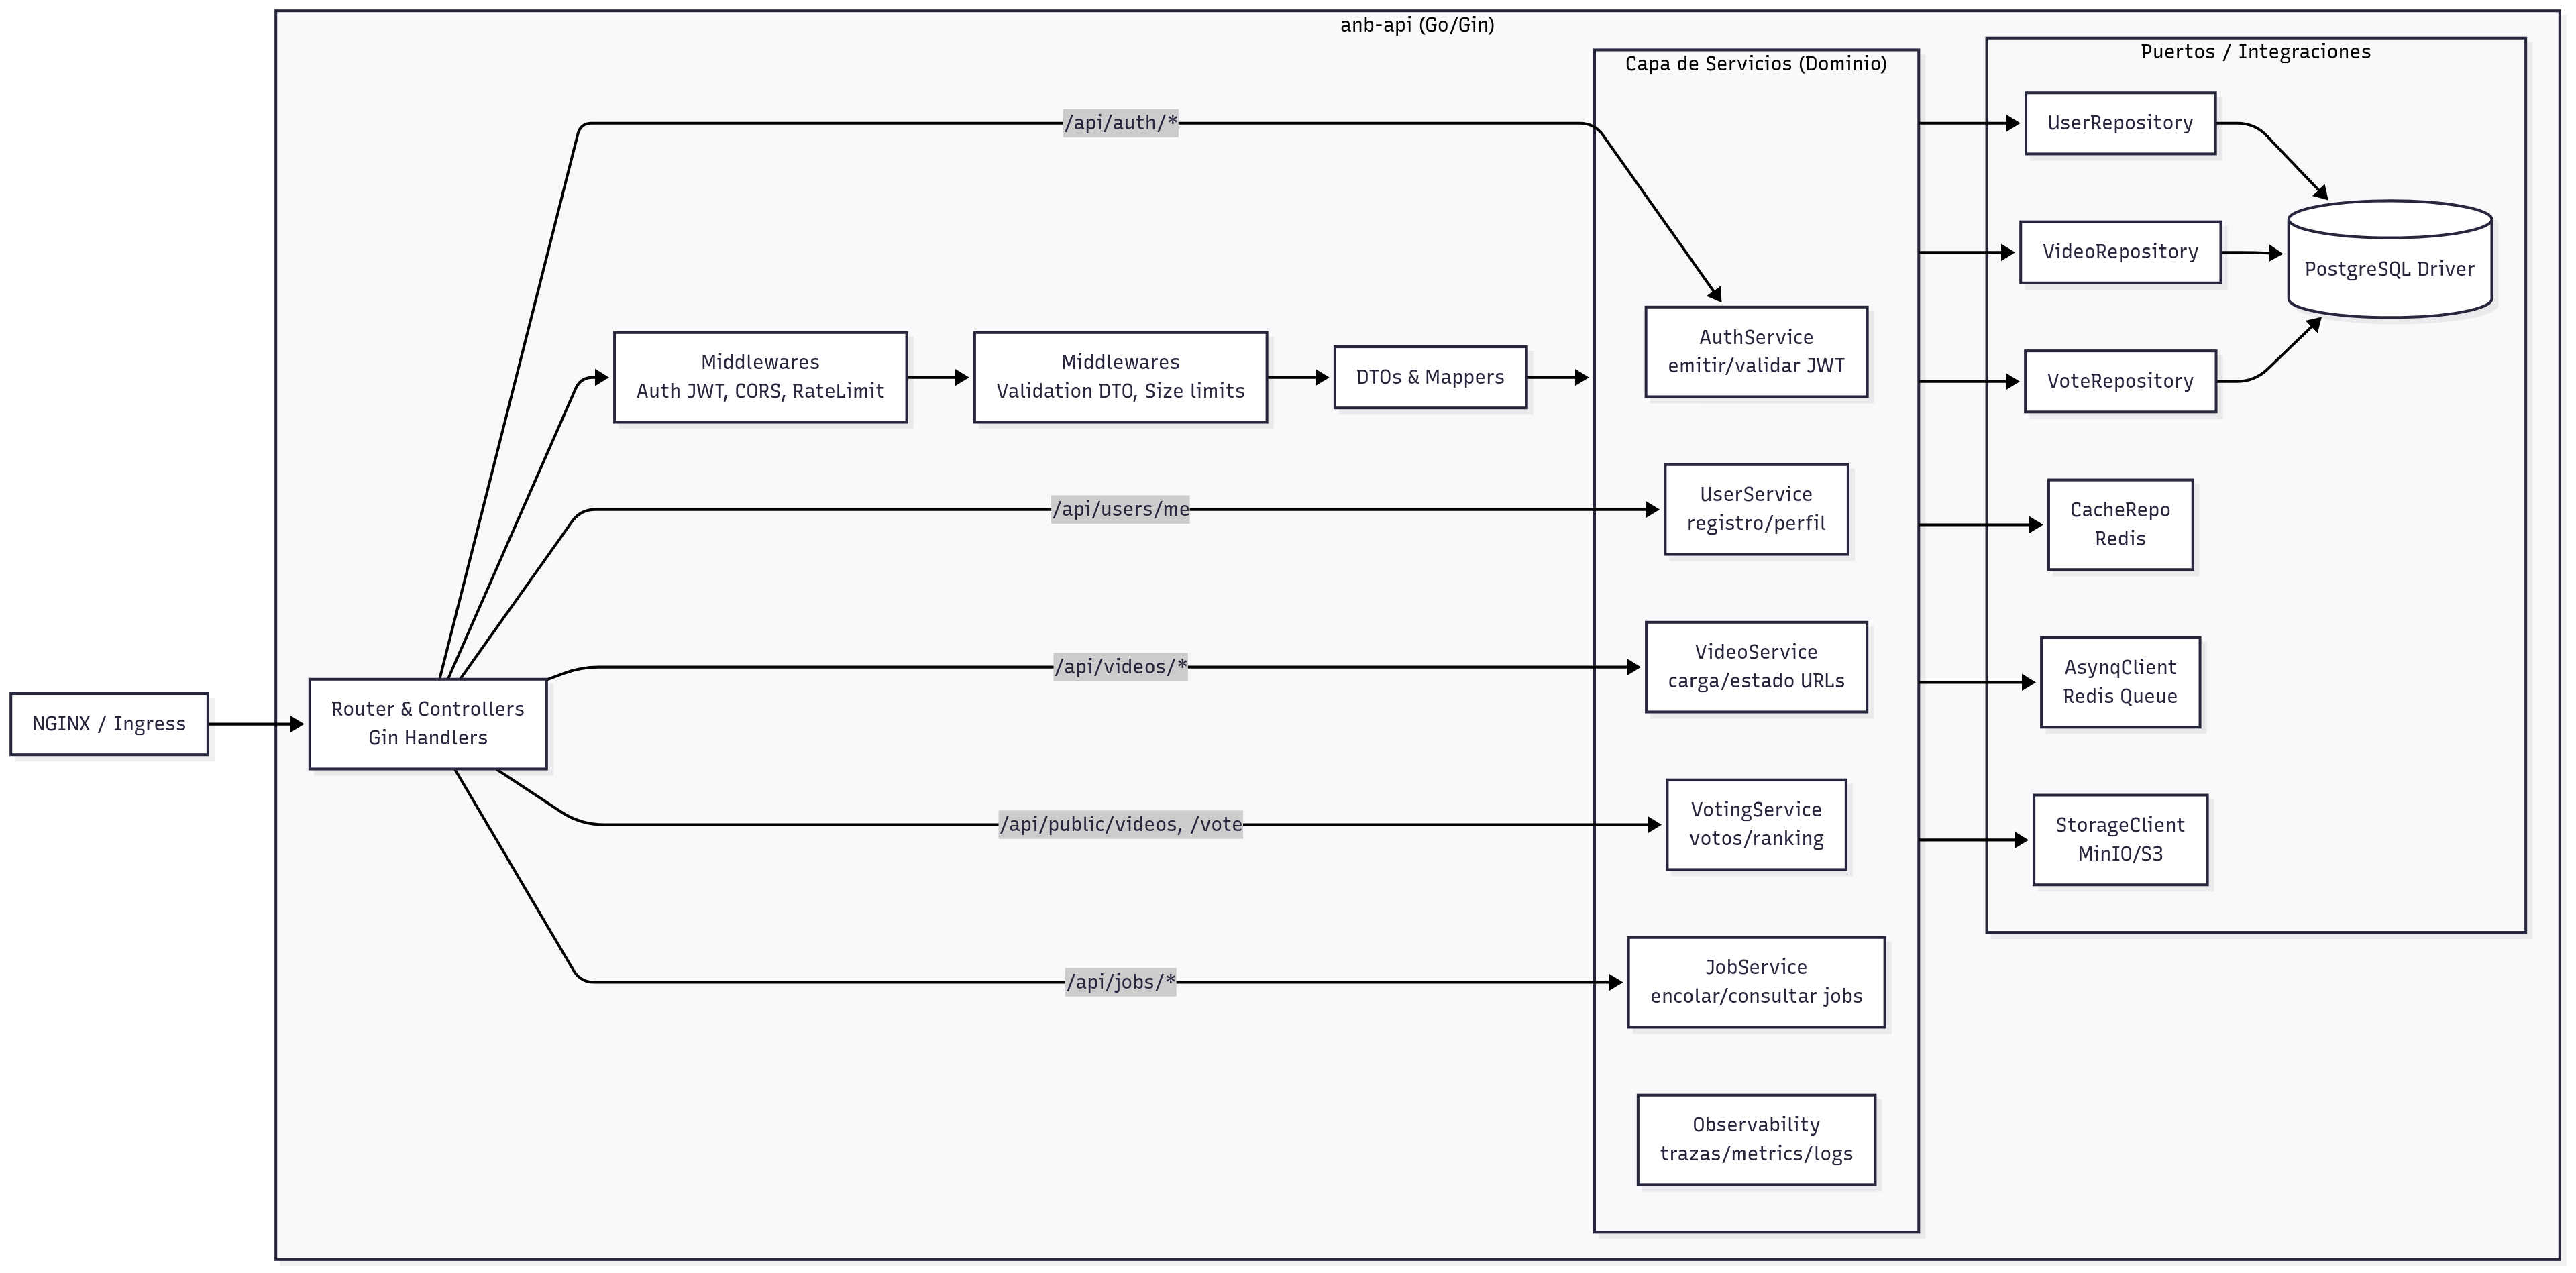 anb-api (Go/Gin)
Capa de Servicios (Dominio)
Puertos / Integraciones
NGINX / Ingress
Router & Controllers
Gin Handlers
/api/auth/*
Middlewares
Auth JWT, CORS, RateLimit
Middlewares
Validation DTO, Size limits
DTOs & Mappers
/api/users/me
/api/videos/*
/api/public/videos, /vote
/api/jobs/*
AuthService
emitir/validar JWT
UserService
registro/perfil
VideoService
carga/estado URLs
VotingService
votos/ranking
JobService
encolar/consultar jobs
Observability
trazas/metrics/logs
UserRepository
VideoRepository
VoteRepository
PostgreSQL Driver
CacheRepo
Redis
AsynqClient
Redis Queue
StorageClient
MinIO/S3